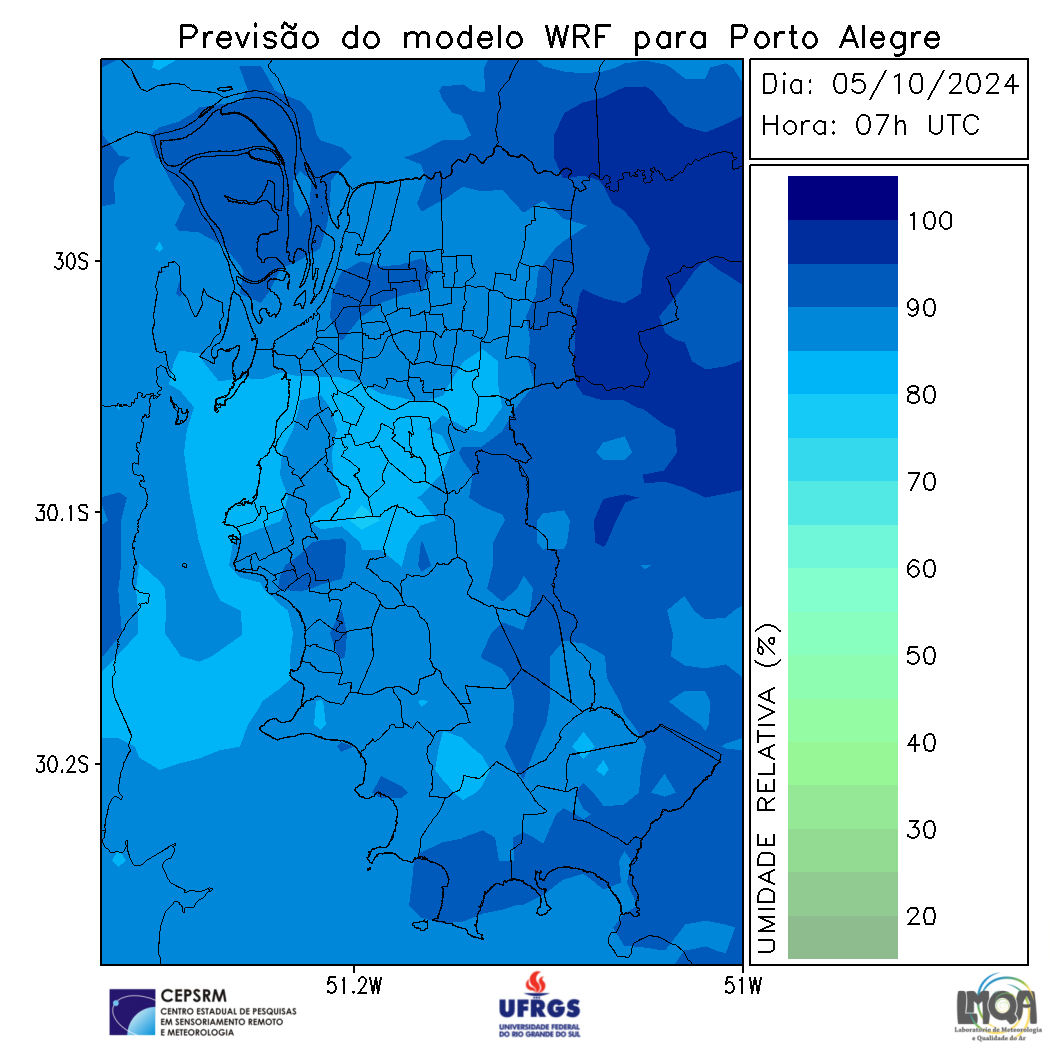 Previsão do modelo WRF para Porto Alegre
Dia: 05/10/2024
Hora: 07h UTC
100
90
80
70
60
50
40
30
20
UMIDADE RELATIVA (%)
30S
30.1S
30.2S
51.2W
51W
CEPSRM
CENTRO ESTADUAL DE PESQUISAS
EM SENSORIAMENTO REMOTO
E METEOROLOGIA
UFRGS
UNIVERSIDADE FEDERAL
DO RIO GRANDE DO SUL
LMQA
Laboratório de Meteorologia
e Qualidade do Ar